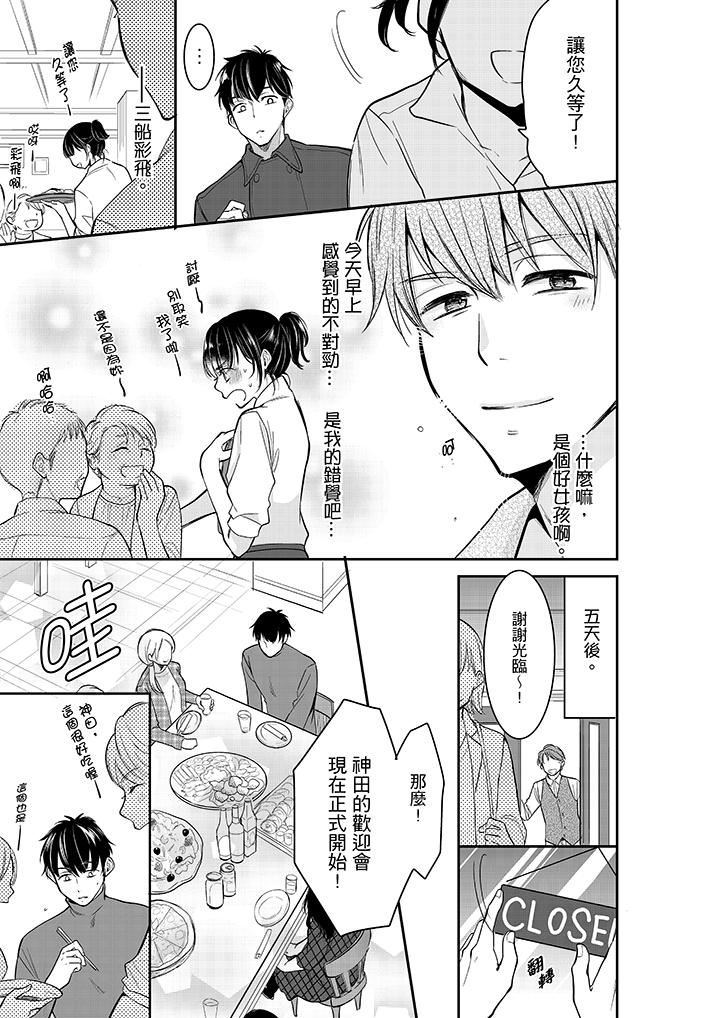 讓您久等了！
…
──三船彩飛。
讓您
久等了──
哎呀──
彩飛啊──
…什麼嘛，
是個好女孩啊。
呵
今天早上
感覺到的不對勁…
是我的錯覺吧…
討厭──
別取笑
我了啦──
還不是因為妳～
啊哈哈
五天後。
謝謝光臨～！
CLOSE
翻轉
那麼！
神田的歡迎會
現在正式開始！
哇
神田，
這個很好吃喔──
這個也是──